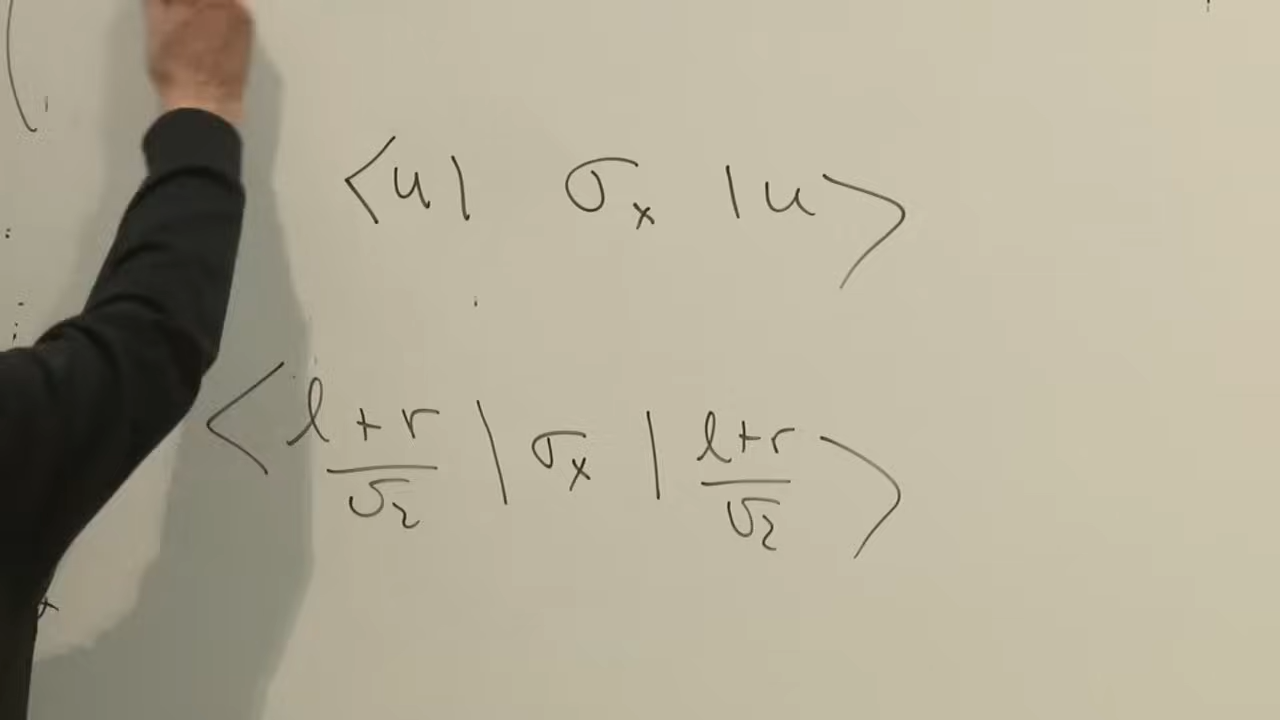 ⟨u| σₓ |u⟩
⟨(l+r)/√2 | σₓ | (l+r)/√2⟩